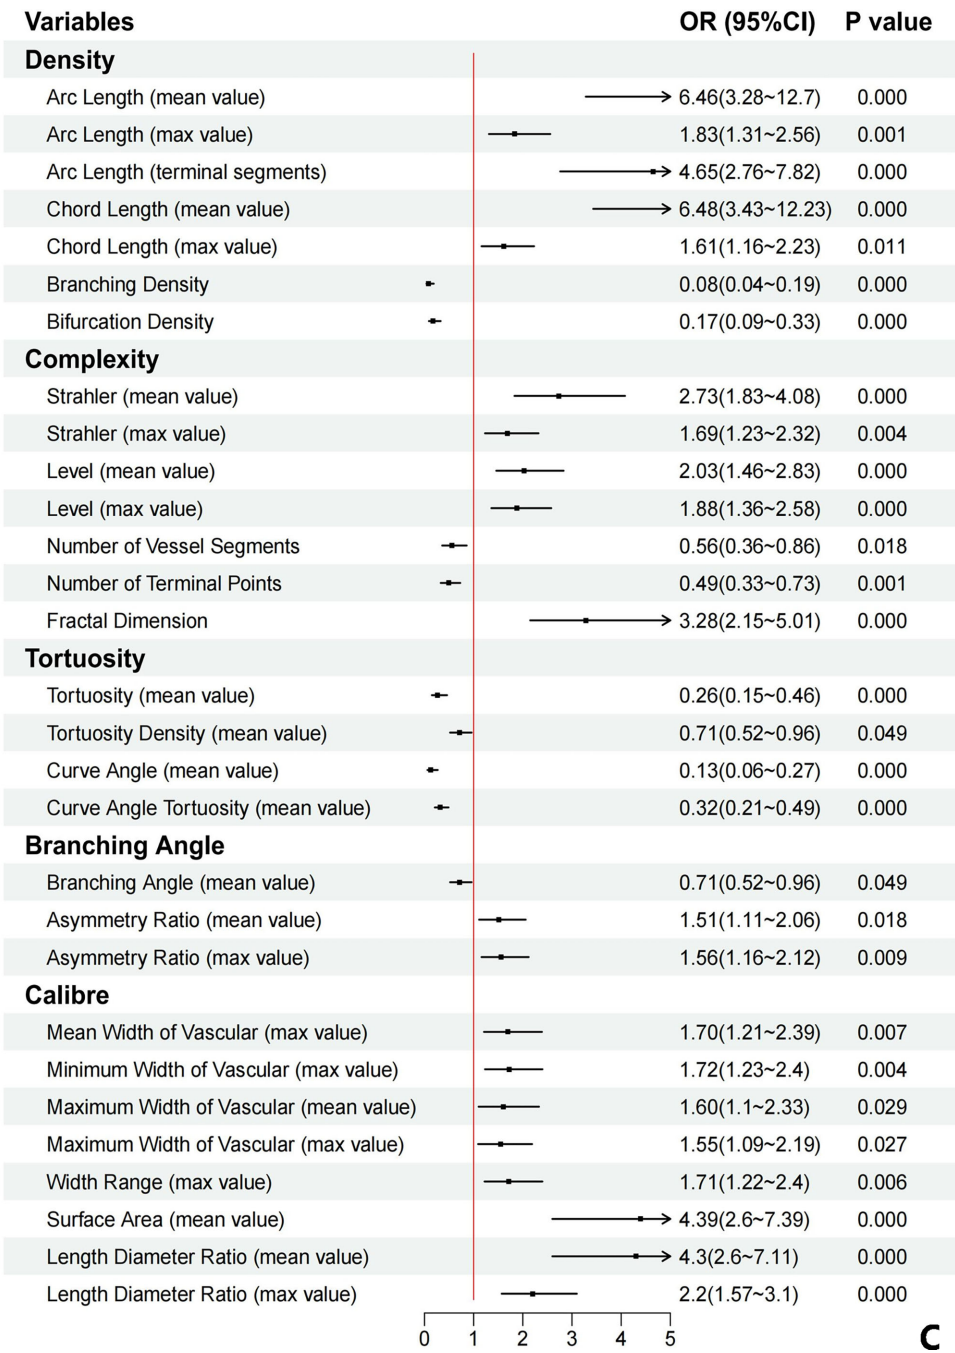 Variables OR (95%CI) P value
Density
Arc Length (mean value) 6.46(3.28~12.7) 0.000
Arc Length (max value) 1.83(1.31~2.56) 0.001
Arc Length (terminal segments) 4.65(2.76~7.82) 0.000
Chord Length (mean value) 6.48(3.43~12.23) 0.000
Chord Length (max value) 1.61(1.16~2.23) 0.011
Branching Density 0.08(0.04~0.19) 0.000
Bifurcation Density 0.17(0.09~0.33) 0.000
Complexity
Strahler (mean value) 2.73(1.83~4.08) 0.000
Strahler (max value) 1.69(1.23~2.32) 0.004
Level (mean value) 2.03(1.46~2.83) 0.000
Level (max value) 1.88(1.36~2.58) 0.000
Number of Vessel Segments 0.56(0.36~0.86) 0.018
Number of Terminal Points 0.49(0.33~0.73) 0.001
Fractal Dimension 3.28(2.15~5.01) 0.000
Tortuosity
Tortuosity (mean value) 0.26(0.15~0.46) 0.000
Tortuosity Density (mean value) 0.71(0.52~0.96) 0.049
Curve Angle (mean value) 0.13(0.06~0.27) 0.000
Curve Angle Tortuosity (mean value) 0.32(0.21~0.49) 0.000
Branching Angle
Branching Angle (mean value) 0.71(0.52~0.96) 0.049
Asymmetry Ratio (mean value) 1.51(1.11~2.06) 0.018
Asymmetry Ratio (max value) 1.56(1.16~2.12) 0.009
Calibre
Mean Width of Vascular (max value) 1.70(1.21~2.39) 0.007
Minimum Width of Vascular (max value) 1.72(1.23~2.4) 0.004
Maximum Width of Vascular (mean value) 1.60(1.1~2.33) 0.029
Maximum Width of Vascular (max value) 1.55(1.09~2.19) 0.027
Width Range (max value) 1.71(1.22~2.4) 0.006
Surface Area (mean value) 4.39(2.6~7.39) 0.000
Length Diameter Ratio (mean value) 4.3(2.6~7.11) 0.000
Length Diameter Ratio (max value) 2.2(1.57~3.1) 0.000
0 1 2 3 4 5
C